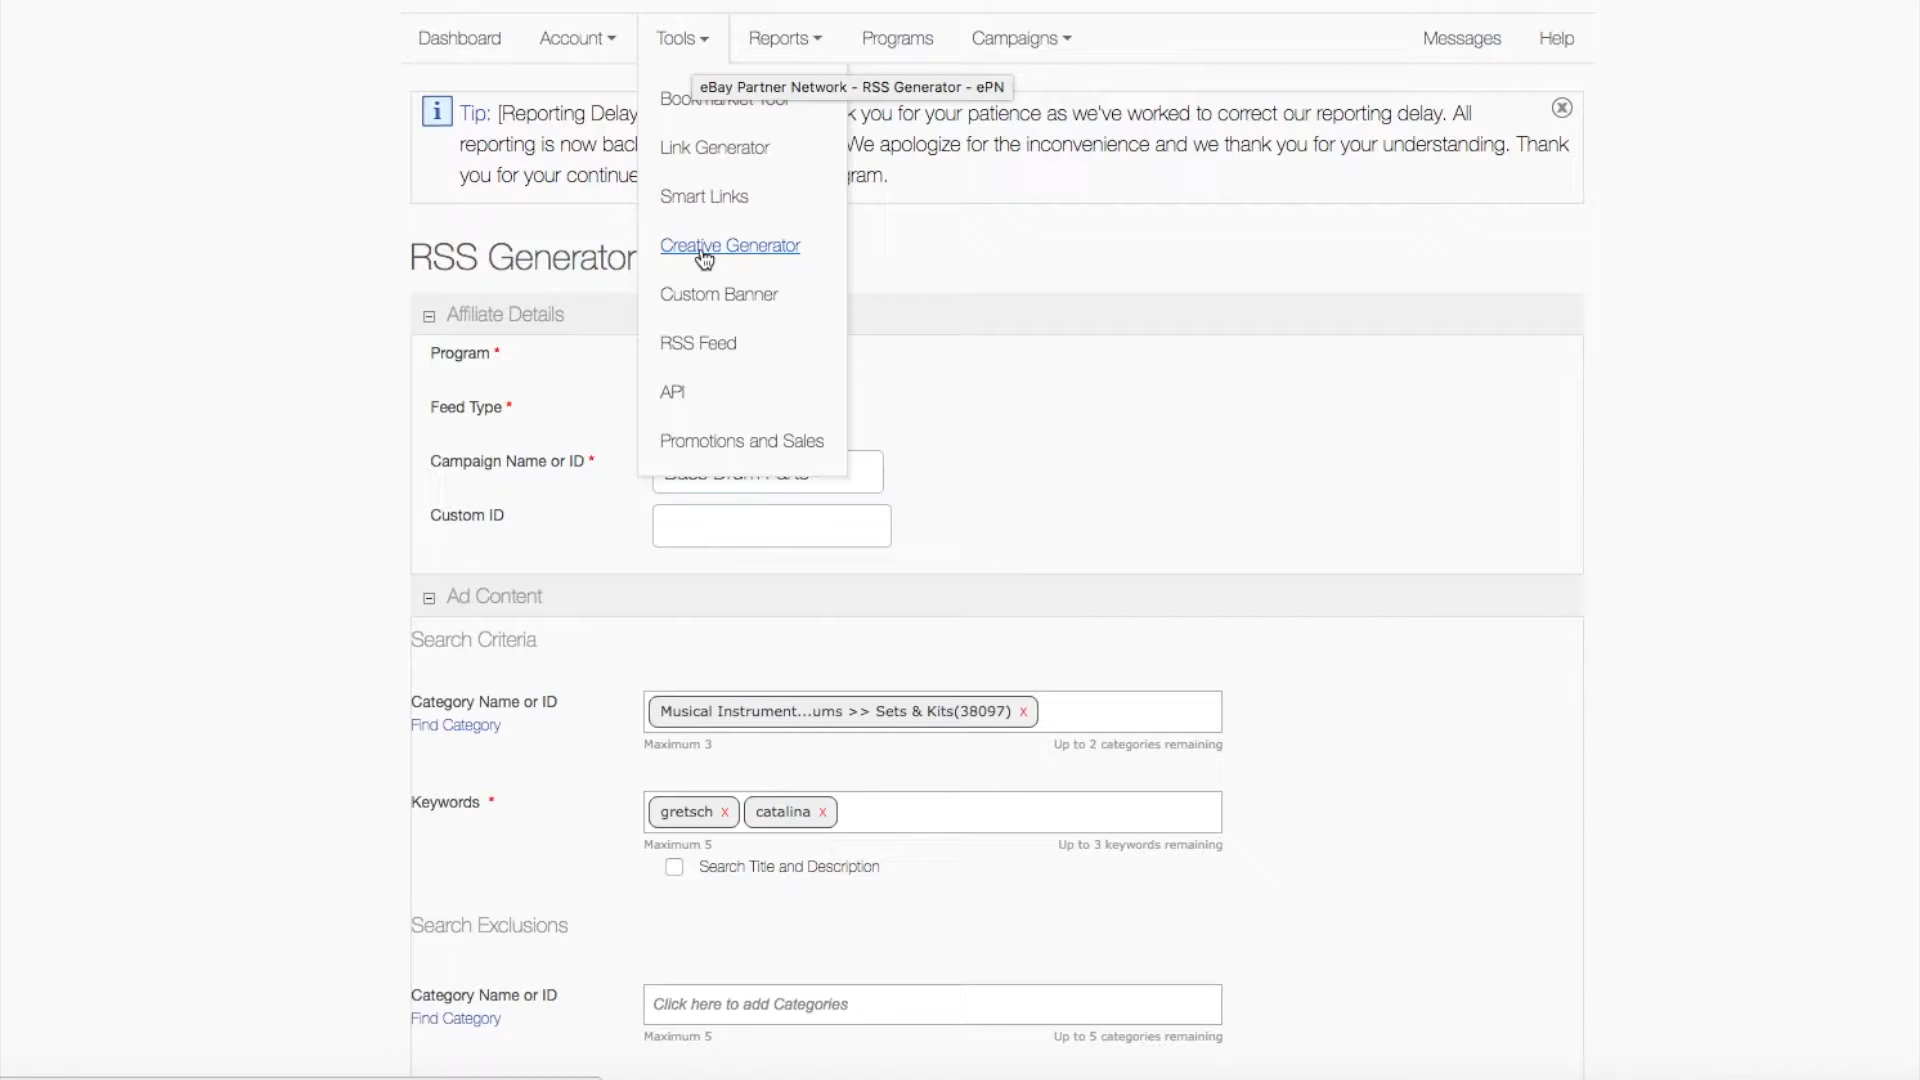 Dashboard Account Tools Reports Programs Campaigns Messages Help
eBay Partner Network - RSS Generator - ePN
Bookmarklet Tool
Link Generator
Smart Links
Creative Generator
Custom Banner
RSS Feed
API
Promotions and Sales
i Tip: [Reporting Delay k you for your patience as we've worked to correct our reporting delay. All
reporting is now back We apologize for the inconvenience and we thank you for your understanding. Thank
you for your continue gram.
RSS Generator
Affiliate Details
Program *
Feed Type *
Campaign Name or ID *
Custom ID
Ad Content
Search Criteria
Category Name or ID
Find Category
Musical Instrument...ums >> Sets & Kits(38097) x
Maximum 3 Up to 2 categories remaining
Keywords *
gretsch x catalina x
Maximum 5 Up to 3 keywords remaining
Search Title and Description
Search Exclusions
Category Name or ID
Find Category
Click here to add Categories
Maximum 5 Up to 5 categories remaining